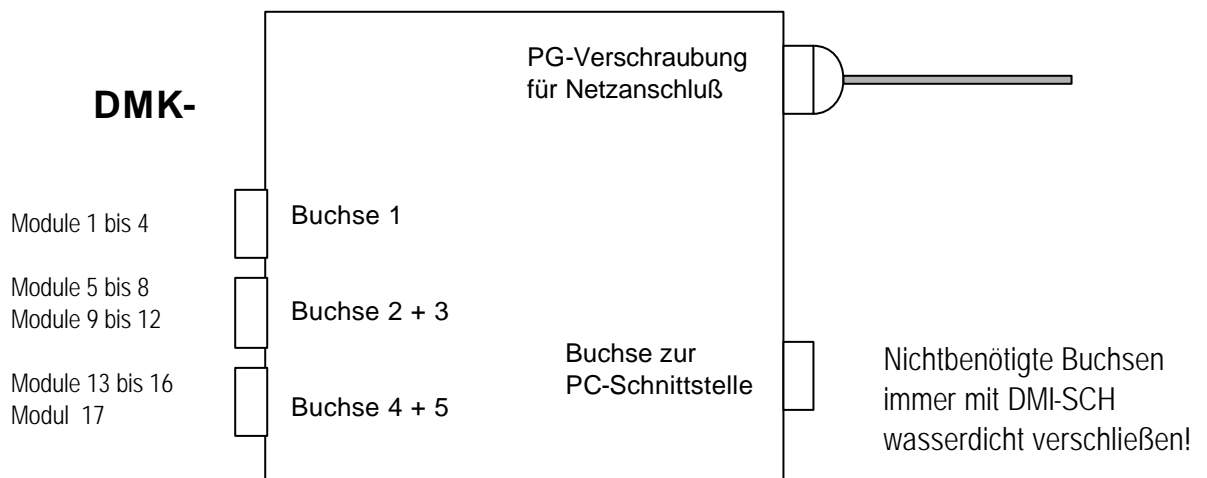 PG-Verschraubung
für Netzanschluß
DMK-
Module 1 bis 4
Buchse 1
Module 5 bis 8
Module 9 bis 12
Buchse 2 + 3
Module 13 bis 16
Modul  17
Buchse 4 + 5
Buchse zur
PC-Schnittstelle
Nichtbenötigte Buchsen
immer mit DMI-SCH
wasserdicht verschließen!